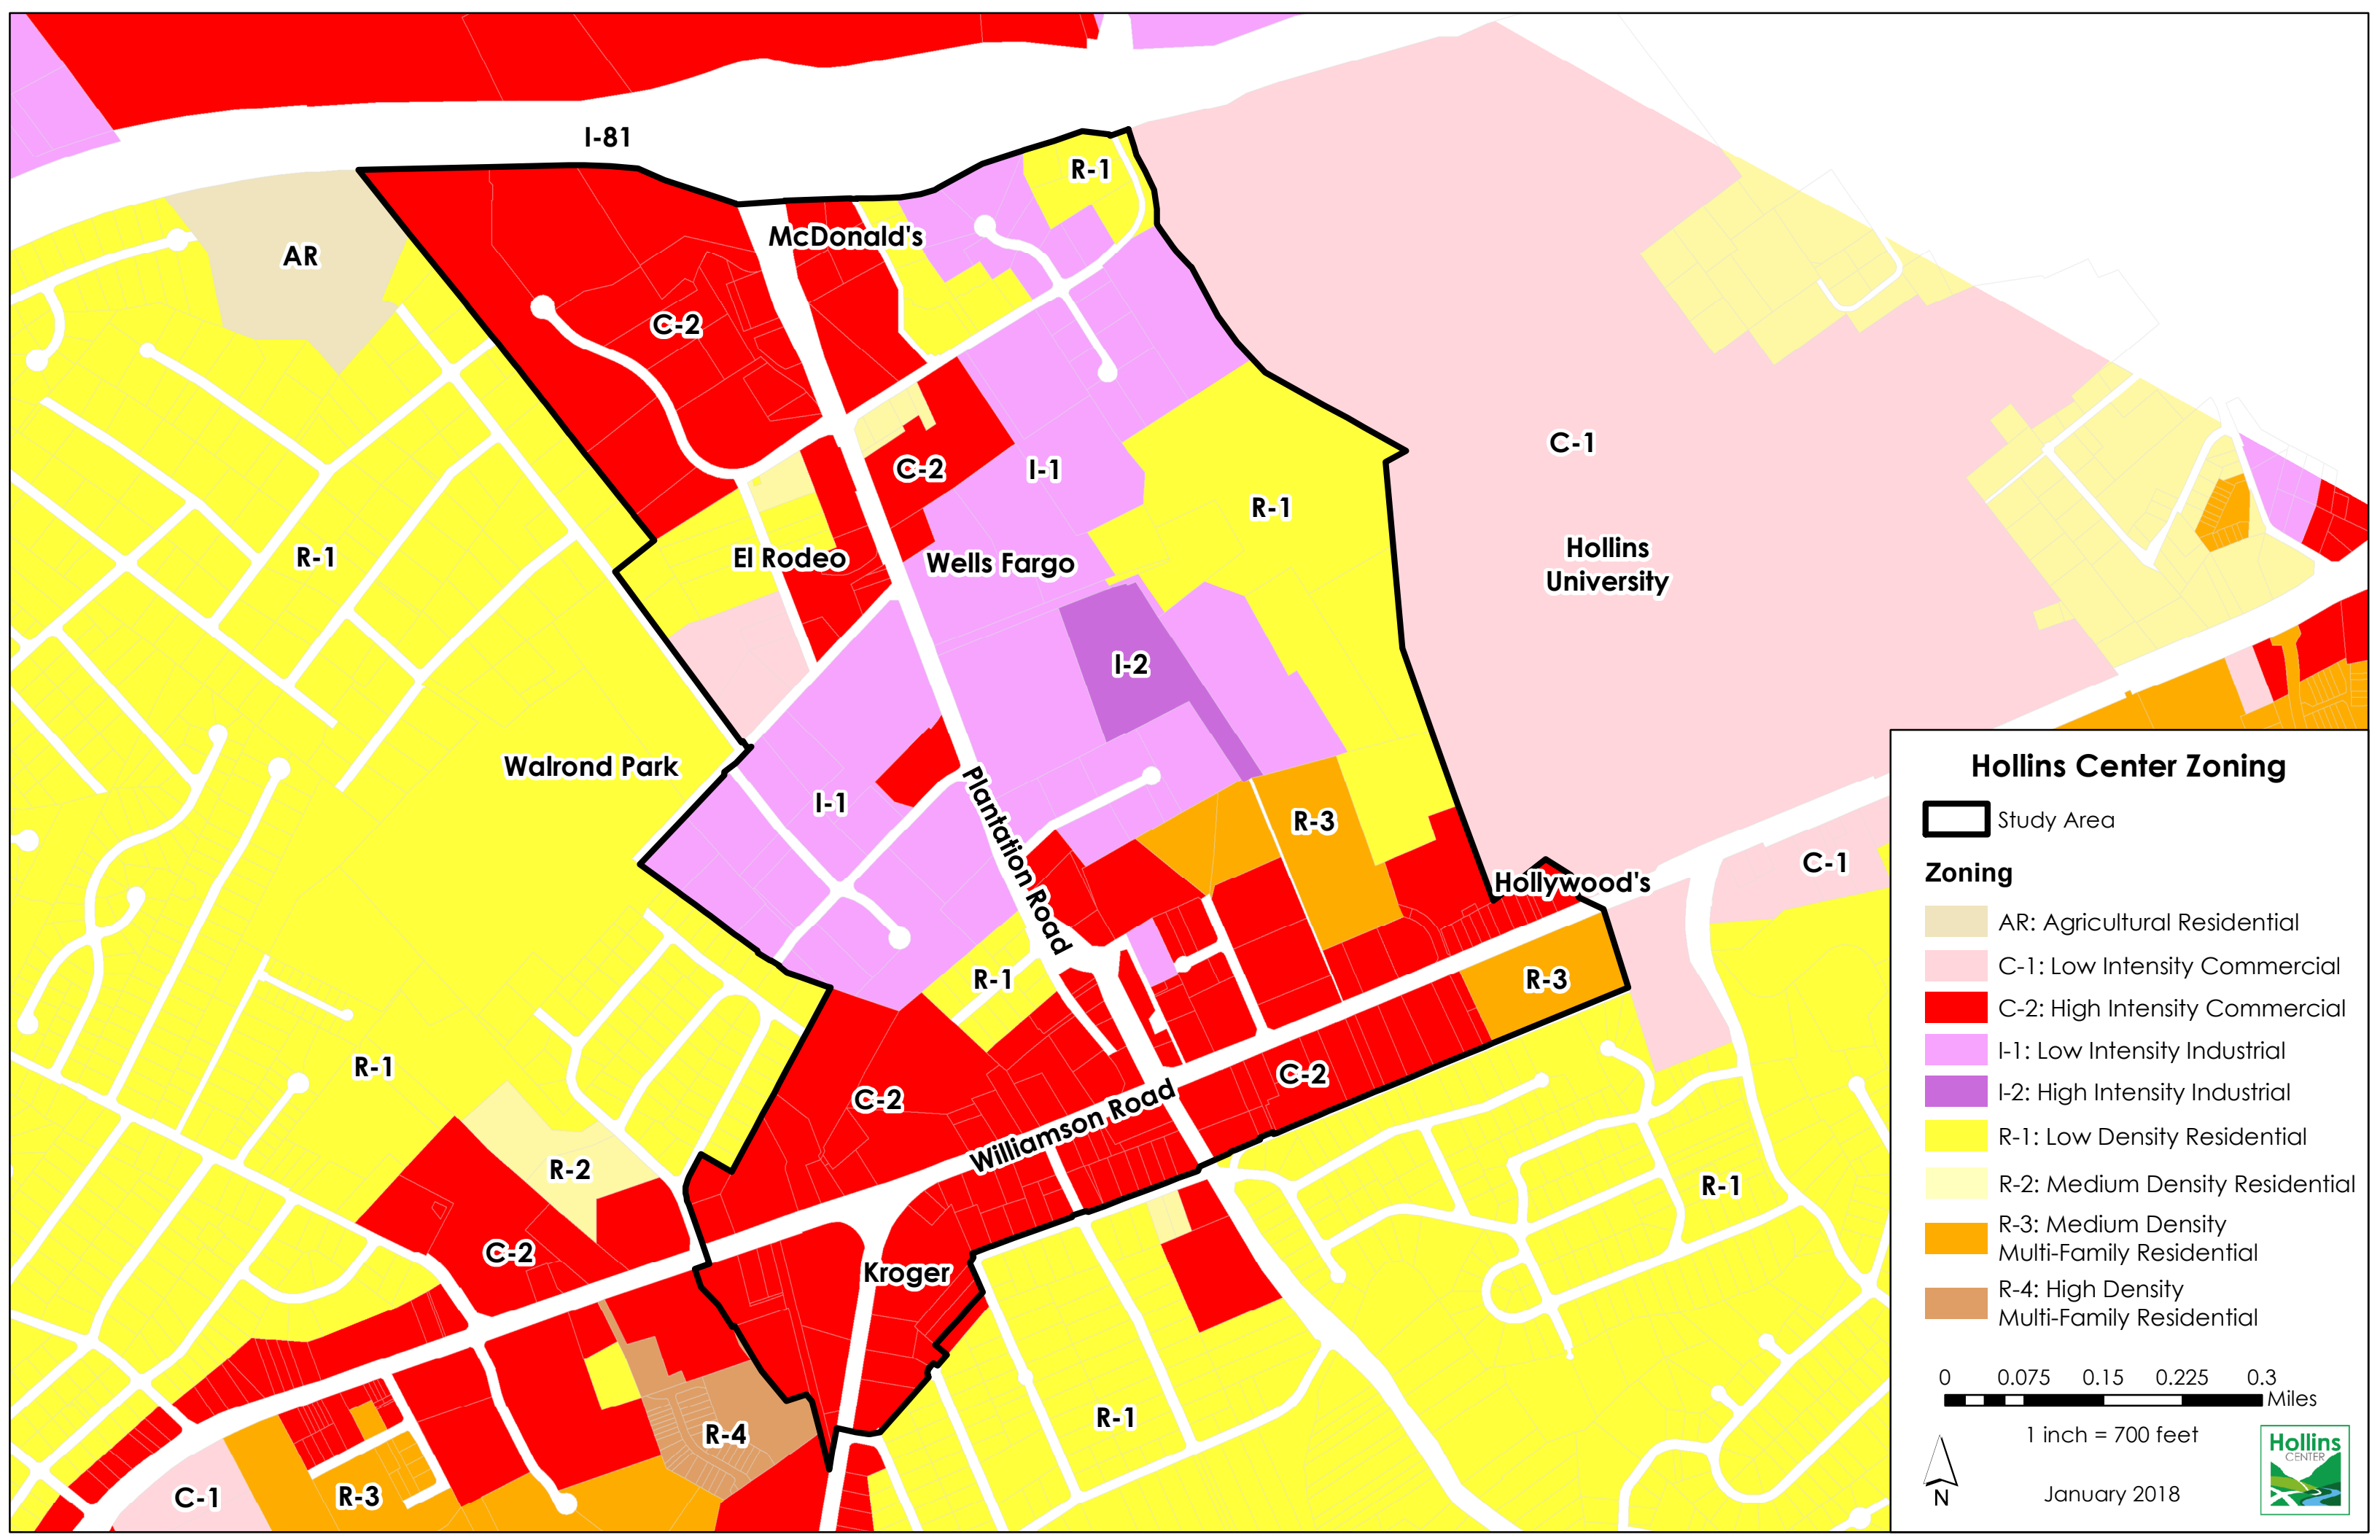 I-81
R-1
McDonald's
AR
C-2
C-1
C-2
I-1
R-1
Hollins
University
R-1
El Rodeo
Wells Fargo
I-2
Walrond Park
I-1
Plantation Road
R-3
C-1
Hollywood's
R-1
R-3
R-1
C-2
C-2
Williamson Road
R-2
R-1
C-2
Kroger
R-1
R-4
C-1
R-3
Hollins Center Zoning
Study Area
Zoning
AR: Agricultural Residential
C-1: Low Intensity Commercial
C-2: High Intensity Commercial
I-1: Low Intensity Industrial
I-2: High Intensity Industrial
R-1: Low Density Residential
R-2: Medium Density Residential
R-3: Medium Density
Multi-Family Residential
R-4: High Density
Multi-Family Residential
0 0.075 0.15 0.225 0.3
Miles
1 inch = 700 feet
N
January 2018
Hollins
CENTER